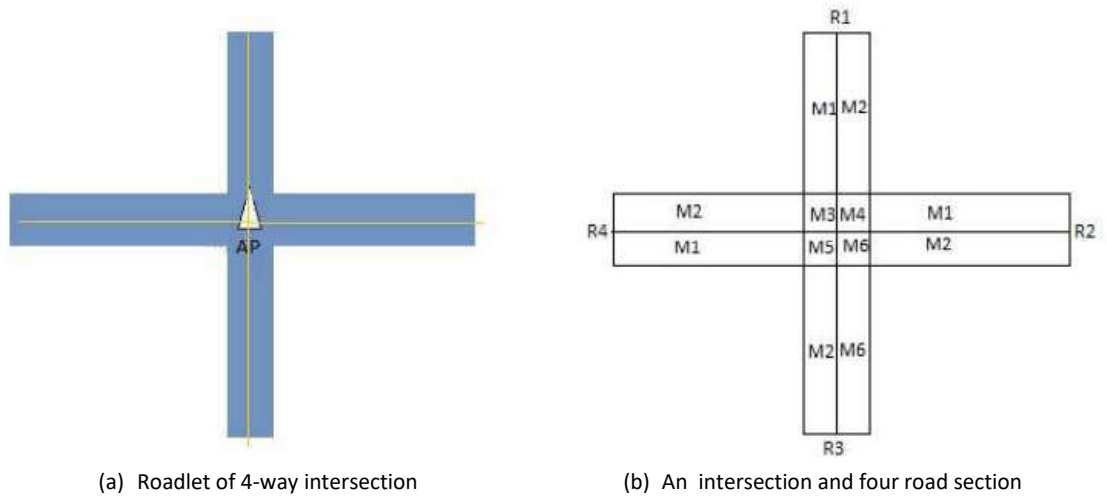 AP
(a) Roadlet of 4-way intersection
R1
M1 M2
M2 M3 M4 M1
R4 R2
M1 M5 M6 M2
M2 M6
R3
(b) An intersection and four road section